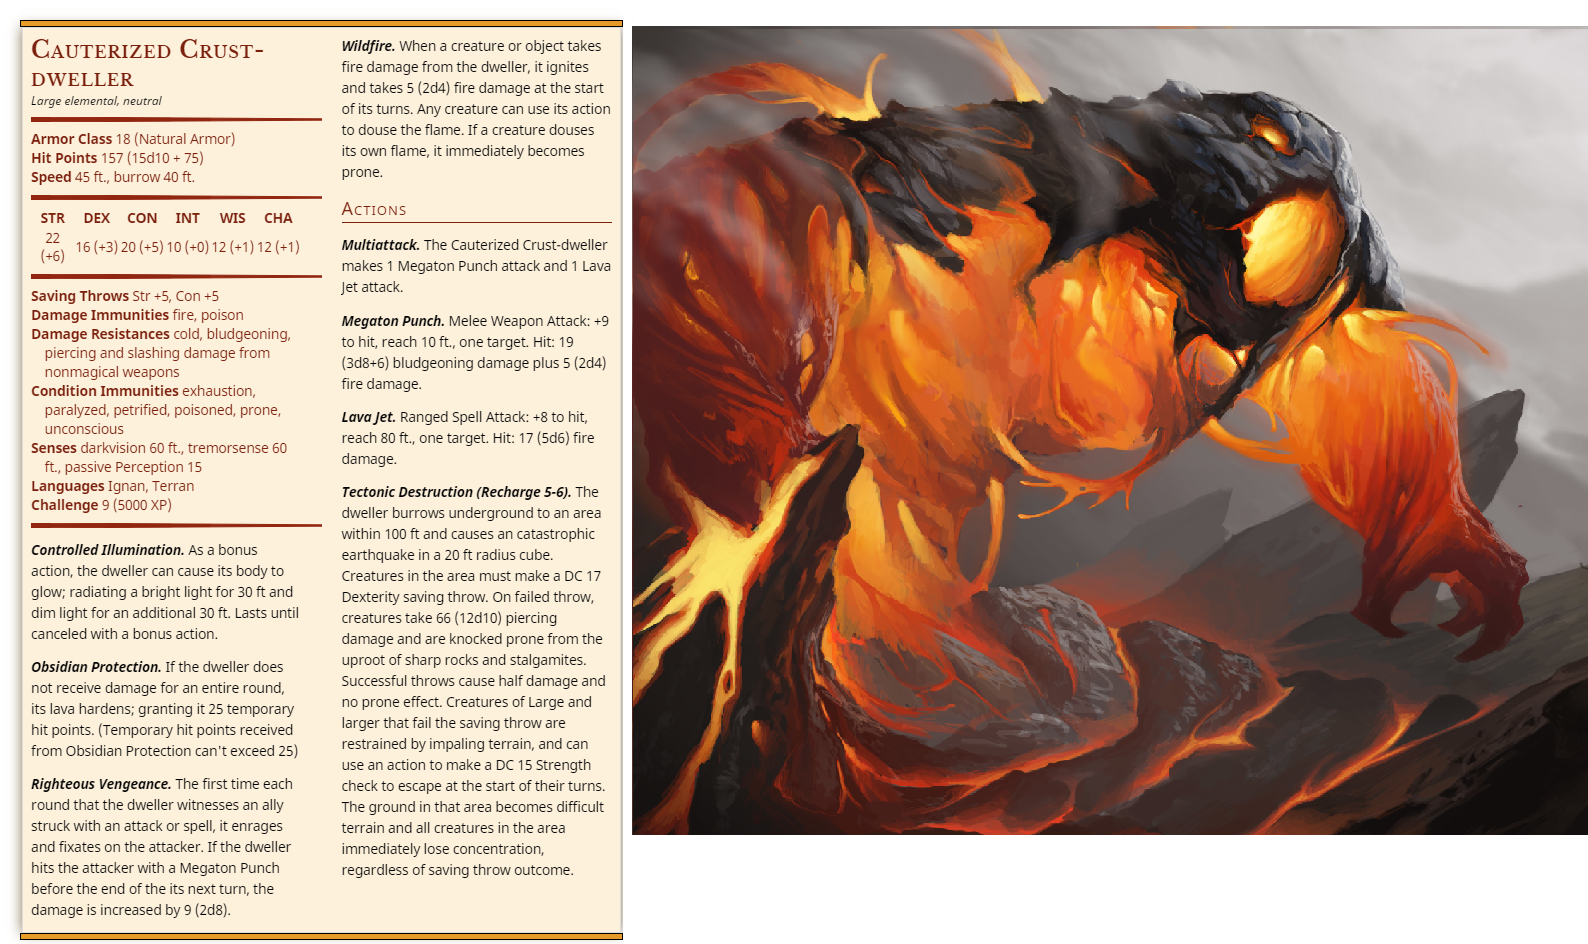 Cauterized Crust-
dweller
Large elemental, neutral
Armor Class 18 (Natural Armor)
Hit Points 157 (15d10 + 75)
Speed 45 ft., burrow 40 ft.
STR DEX CON INT WIS CHA
22 (+6) 16 (+3) 20 (+5) 10 (+0) 12 (+1) 12 (+1)
Saving Throws Str +5, Con +5
Damage Immunities fire, poison
Damage Resistances cold, bludgeoning,
piercing and slashing damage from
nonmagical weapons
Condition Immunities exhaustion,
paralyzed, petrified, poisoned, prone,
unconscious
Senses darkvision 60 ft., tremorsense 60
ft., passive Perception 15
Languages Ignan, Terran
Challenge 9 (5000 XP)
Controlled Illumination. As a bonus
action, the dweller can cause its body to
glow; radiating a bright light for 30 ft and
dim light for an additional 30 ft. Lasts until
canceled with a bonus action.
Obsidian Protection. If the dweller does
not receive damage for an entire round,
its lava hardens; granting it 25 temporary
hit points. (Temporary hit points received
from Obsidian Protection can't exceed 25)
Righteous Vengeance. The first time each
round that the dweller witnesses an ally
struck with an attack or spell, it enrages
and fixates on the attacker. If the dweller
hits the attacker with a Megaton Punch
before the end of the its next turn, the
damage is increased by 9 (2d8).
Wildfire. When a creature or object takes
fire damage from the dweller, it ignites
and takes 5 (2d4) fire damage at the start
of its turns. Any creature can use its action
to douse the flame. If a creature douses
its own flame, it immediately becomes
prone.
Actions
Multiattack. The Cauterized Crust-dweller
makes 1 Megaton Punch attack and 1 Lava
Jet attack.
Megaton Punch. Melee Weapon Attack: +9
to hit, reach 10 ft., one target. Hit: 19
(3d8+6) bludgeoning damage plus 5 (2d4)
fire damage.
Lava Jet. Ranged Spell Attack: +8 to hit,
reach 80 ft., one target. Hit: 17 (5d6) fire
damage.
Tectonic Destruction (Recharge 5-6). The
dweller burrows underground to an area
within 100 ft and causes an catastrophic
earthquake in a 20 ft radius cube.
Creatures in the area must make a DC 17
Dexterity saving throw. On failed throw,
creatures take 66 (12d10) piercing
damage and are knocked prone from the
uproot of sharp rocks and stalgamites.
Successful throws cause half damage and
no prone effect. Creatures of Large and
larger that fail the saving throw are
restrained by impaling terrain, and can
use an action to make a DC 15 Strength
check to escape at the start of their turns.
The ground in that area becomes difficult
terrain and all creatures in the area
immediately lose concentration,
regardless of saving throw outcome.